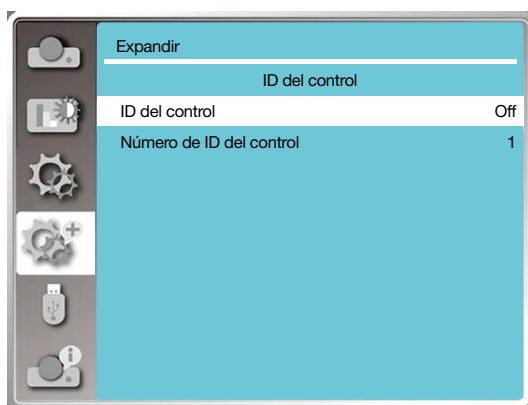 Expandir
ID del control
ID del control Off
Número de ID del control 1